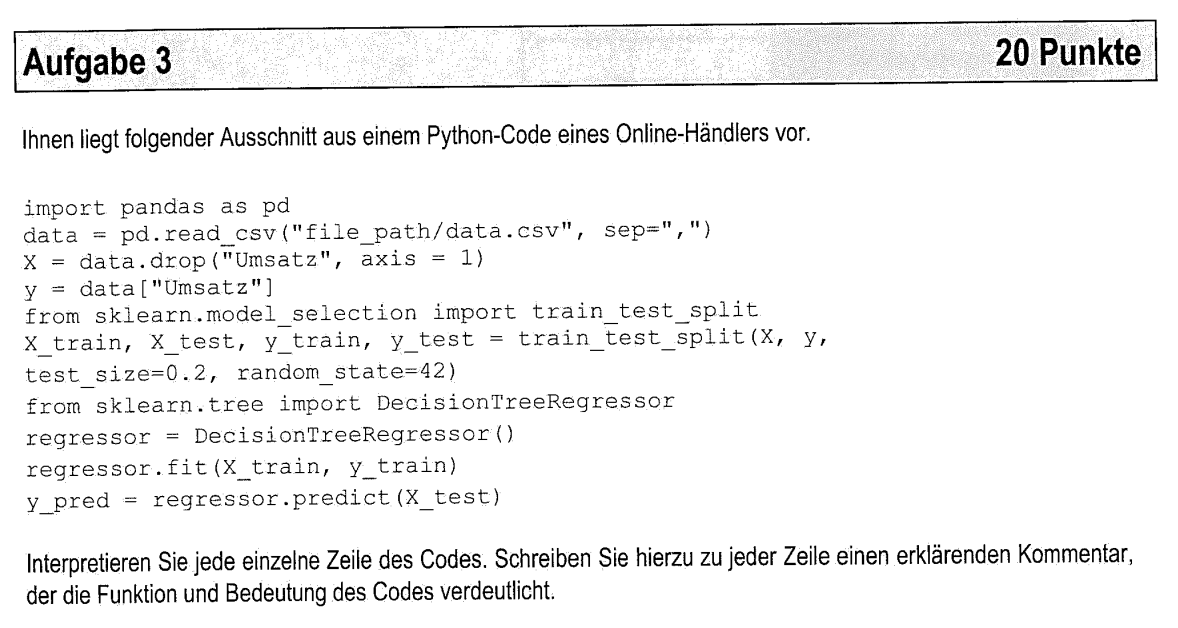 Aufgabe 3 20 Punkte
Ihnen liegt folgender Ausschnitt aus einem Python-Code eines Online-Händlers vor.
import pandas as pd
data = pd.read_csv("file_path/data.csv", sep=",")
X = data.drop("Umsatz", axis = 1)
y = data["Umsatz"]
from sklearn.model_selection import train_test_split
X_train, X_test, y_train, y_test = train_test_split(X, y,
test_size=0.2, random_state=42)
from sklearn.tree import DecisionTreeRegressor
regressor = DecisionTreeRegressor()
regressor.fit(X_train, y_train)
y_pred = regressor.predict(X_test)
Interpretieren Sie jede einzelne Zeile des Codes. Schreiben Sie hierzu zu jeder Zeile einen erklärenden Kommentar,
der die Funktion und Bedeutung des Codes verdeutlicht.